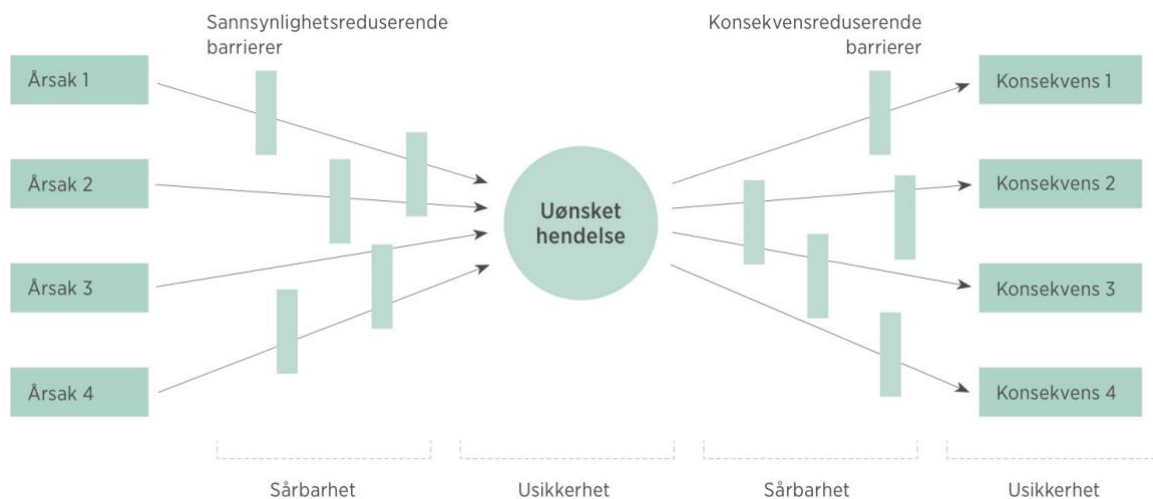 Sannsynlighetsreduserende
barrierer
Konsekvensreduserende
barrierer
Årsak 1
Årsak 2
Årsak 3
Årsak 4
Uønsket
hendelse
Konsekvens 1
Konsekvens 2
Konsekvens 3
Konsekvens 4
Sårbarhet
Usikkerhet
Sårbarhet
Usikkerhet